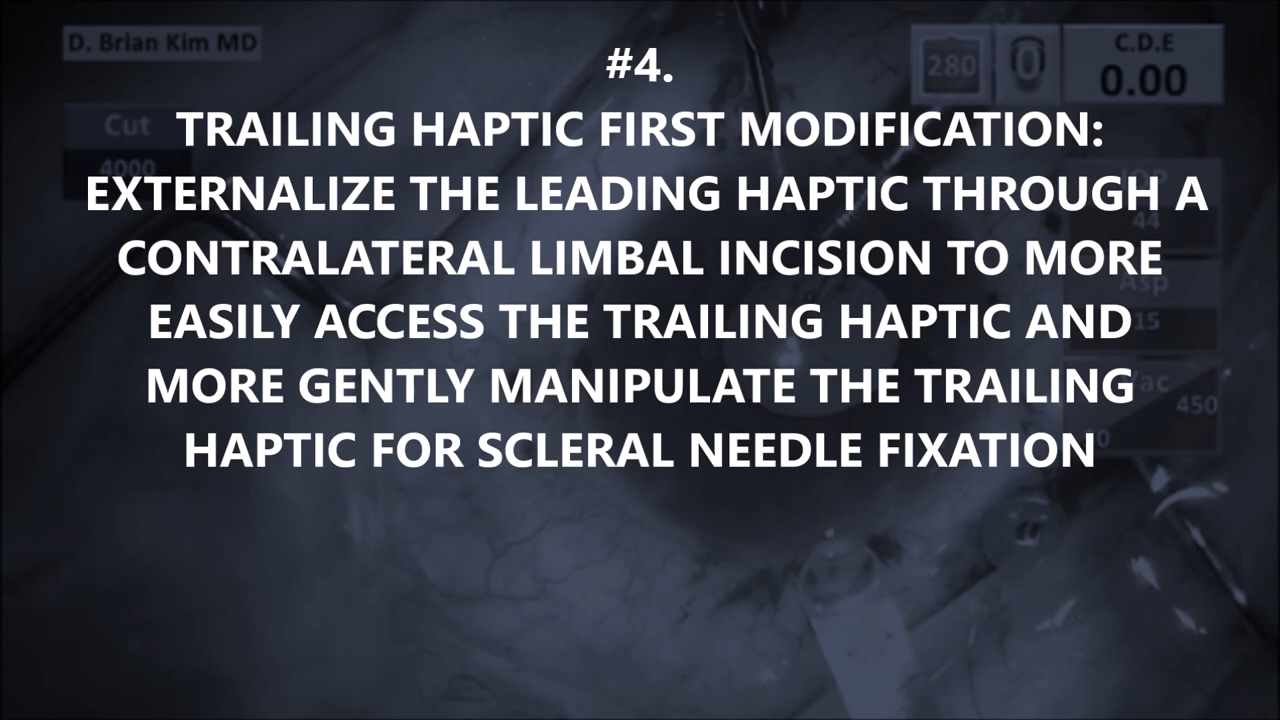 D. Brian Kim MD
#4.
280
0
C.D.E
0.00
TRAILING HAPTIC FIRST MODIFICATION:
Cut
4000
EXTERNALIZE THE LEADING HAPTIC THROUGH A
IOP
44
CONTRALATERAL LIMBAL INCISION TO MORE
Asp
15
EASILY ACCESS THE TRAILING HAPTIC AND
MORE GENTLY MANIPULATE THE TRAILING
450
HAPTIC FOR SCLERAL NEEDLE FIXATION